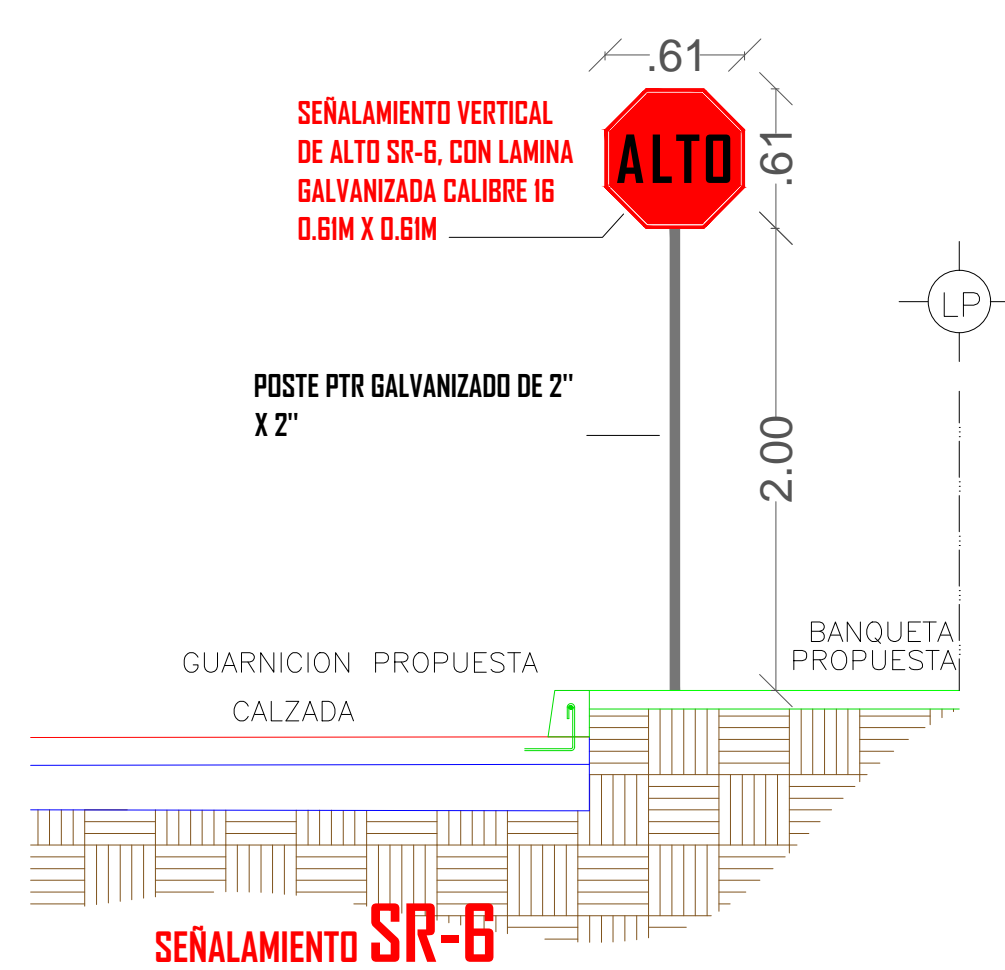 .61
SEÑALAMIENTO VERTICAL
DE ALTO SR-6, CON LAMINA
GALVANIZADA CALIBRE 16
0.61M X 0.61M
ALTO
.61
LP
POSTE PTR GALVANIZADO DE 2"
X 2"
2.00
BANQUETA
PROPUESTA
GUARNICION PROPUESTA
CALZADA
SEÑALAMIENTO SR-6